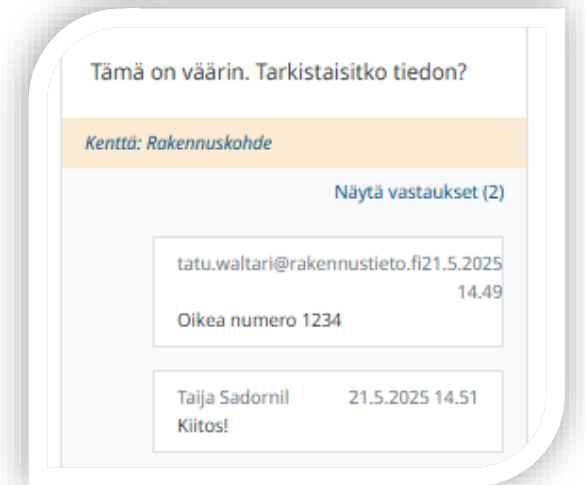 Tämä on väärin. Tarkistaisitko tiedon?
Kenttä: Rakennuskohde
Näytä vastaukset (2)
tatu.waltari@rakennustieto.fi21.5.2025
14.49
Oikea numero 1234
Taija Sadornil 21.5.2025 14.51
Kiitos!